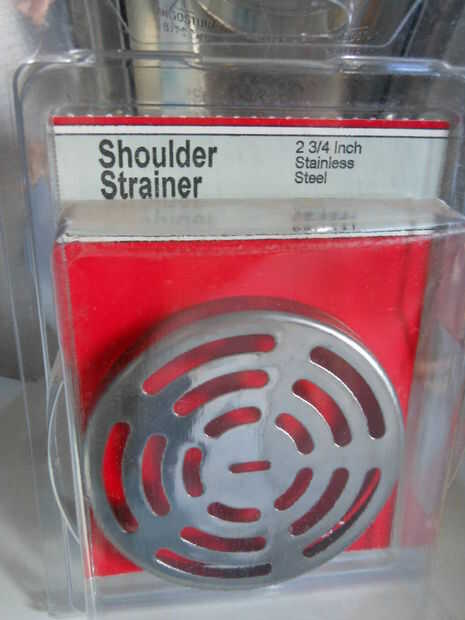 Shoulder
Strainer
2 3/4 Inch
Stainless
Steel